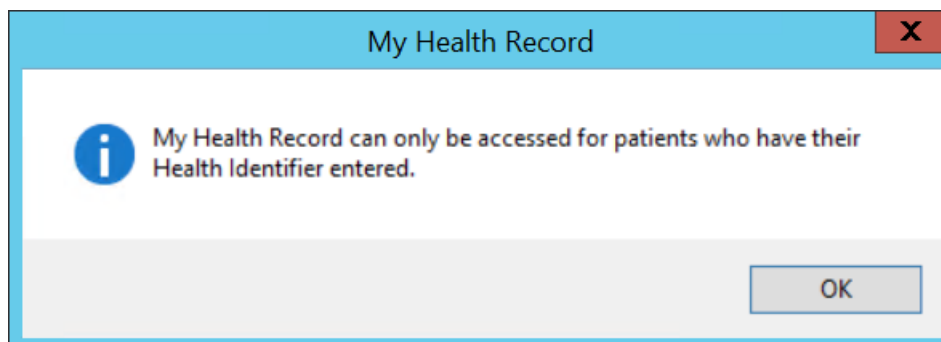 My Health Record
X
My Health Record can only be accessed for patients who have their
Health Identifier entered.
OK